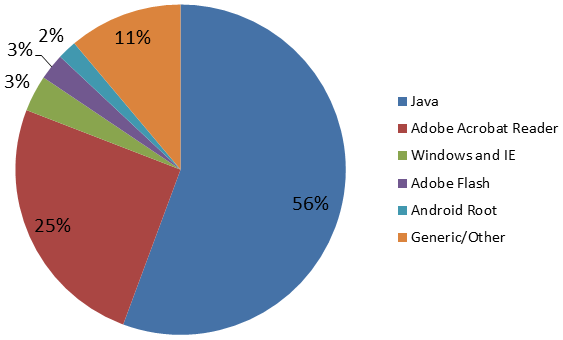 2%
11%
3%
3%
56%
25%
Java
Adobe Acrobat Reader
Windows and IE
Adobe Flash
Android Root
Generic/Other